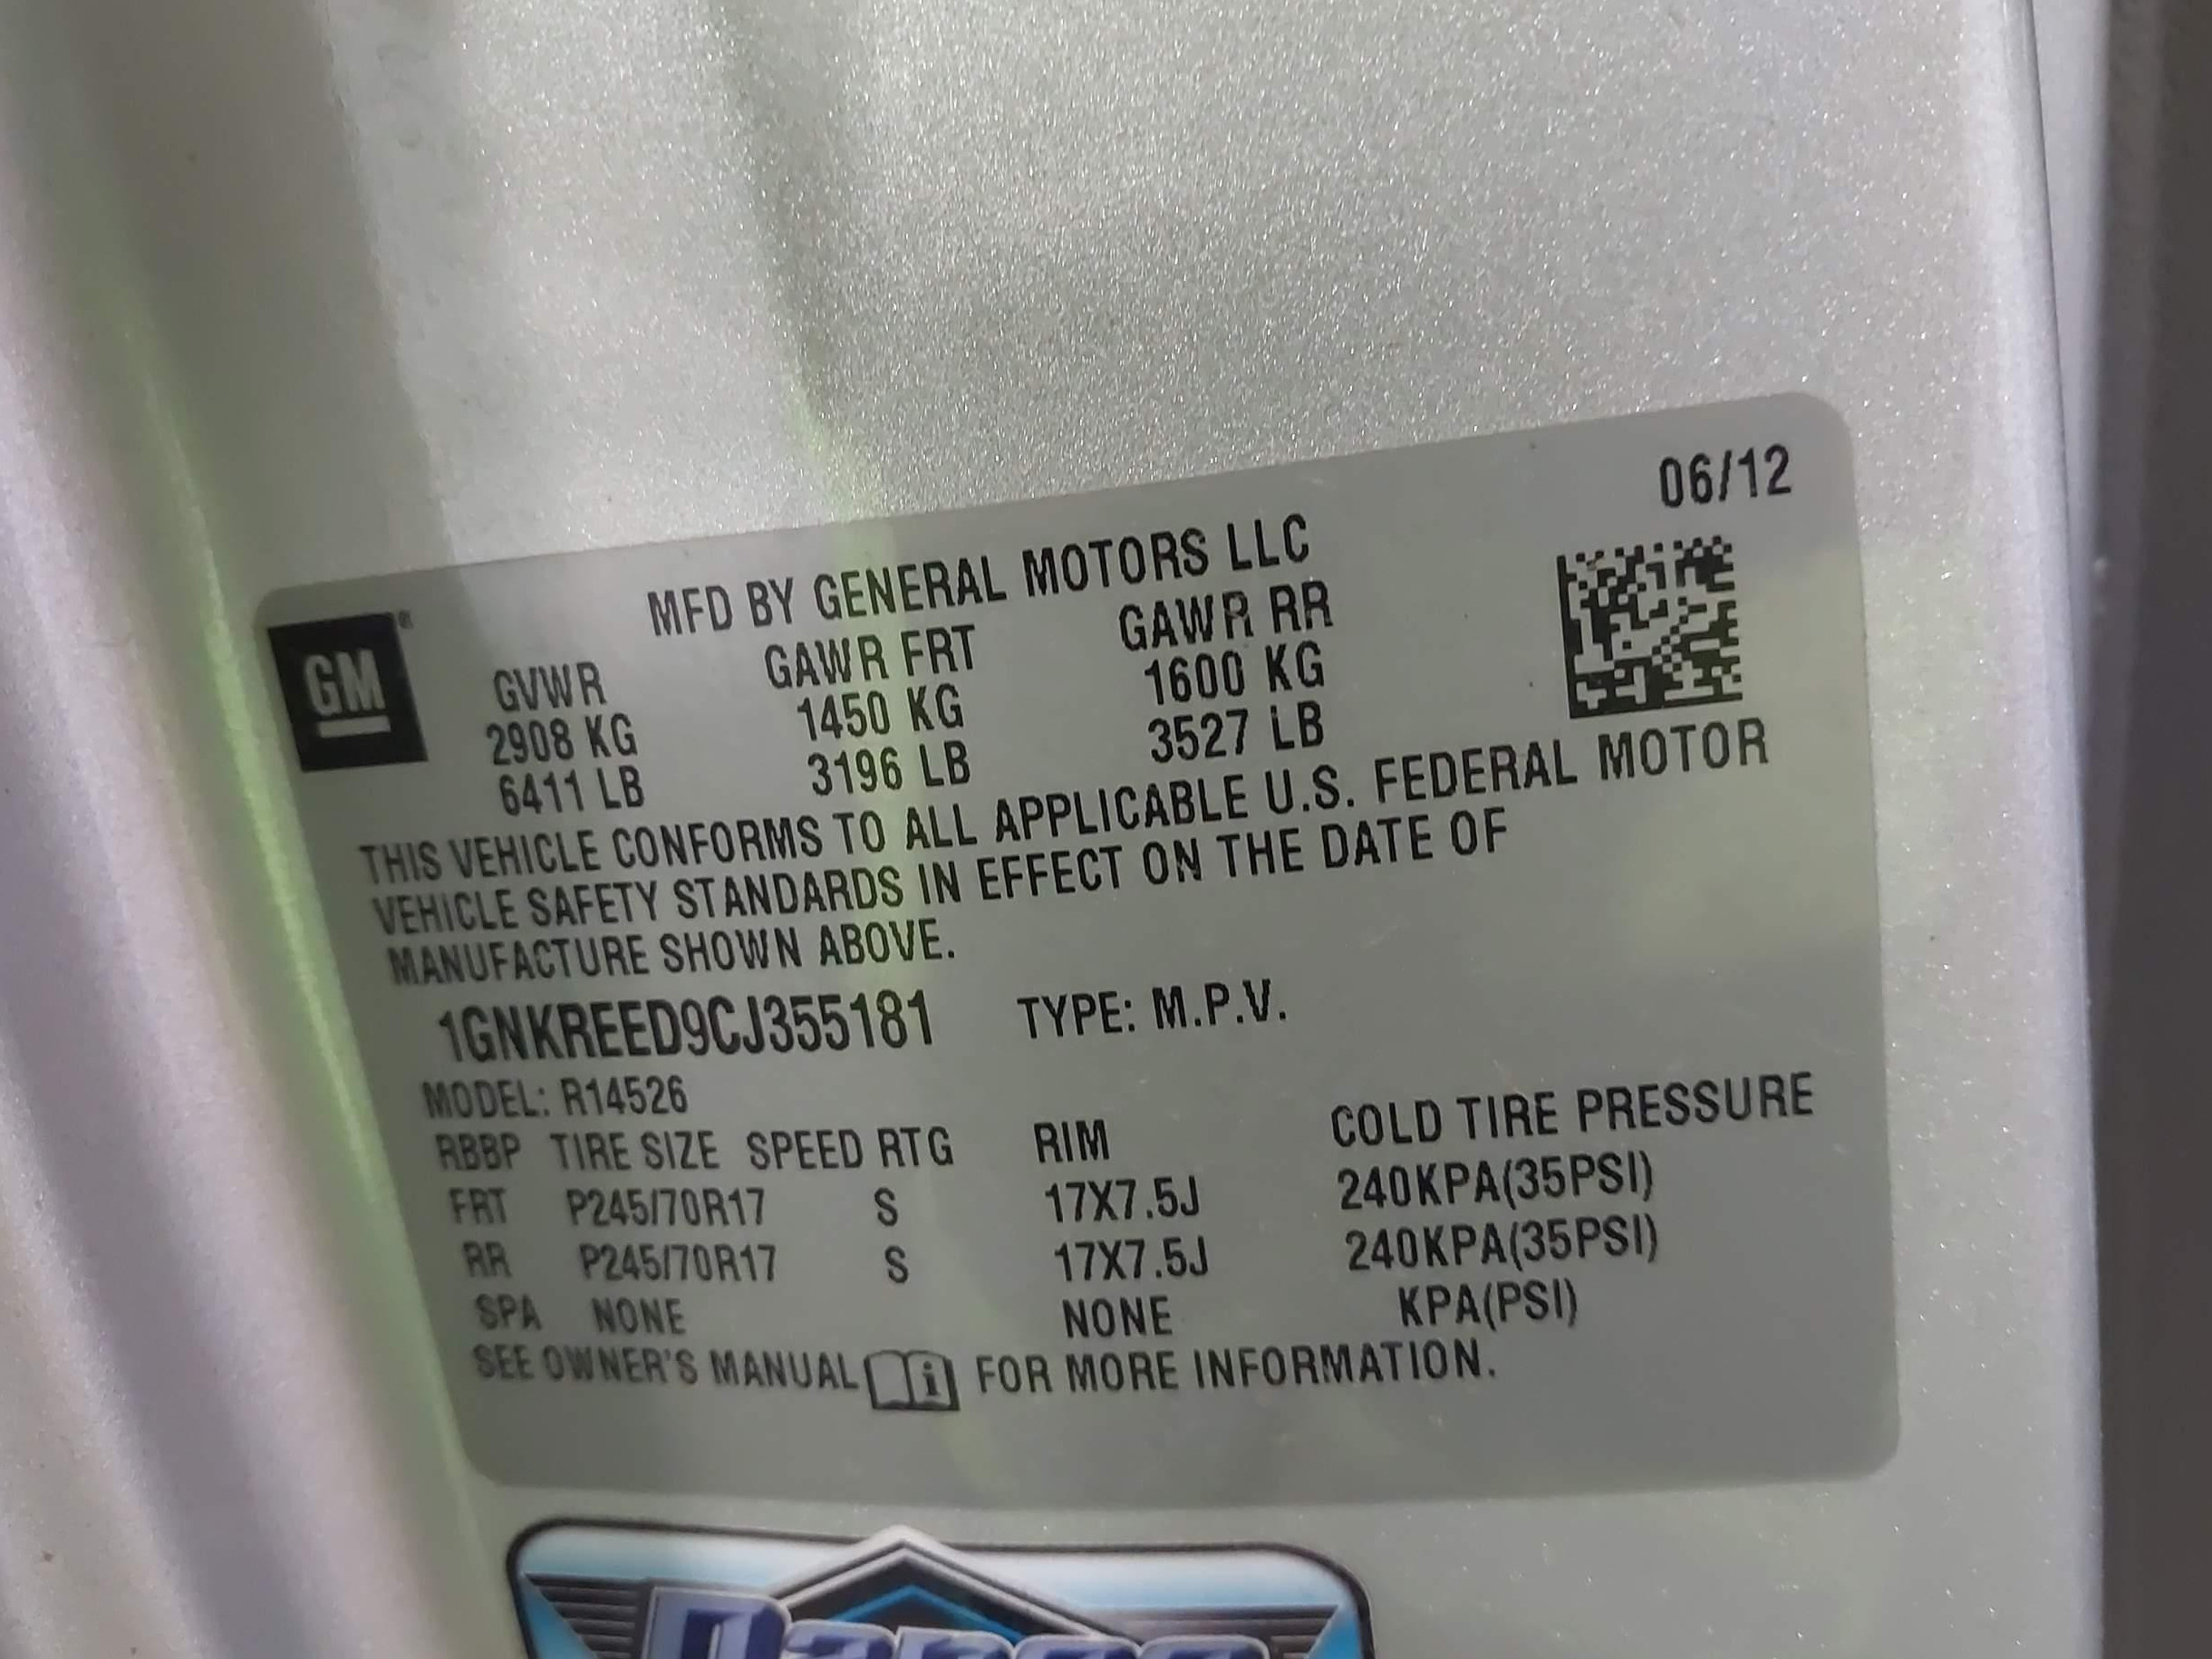 06/12
MFD BY GENERAL MOTORS LLC
GM
GVWR GAWR FRT GAWR RR
2908 KG 1450 KG 1600 KG
6411 LB 3196 LB 3527 LB
THIS VEHICLE CONFORMS TO ALL APPLICABLE U.S. FEDERAL MOTOR
VEHICLE SAFETY STANDARDS IN EFFECT ON THE DATE OF
MANUFACTURE SHOWN ABOVE.
1GNKREED9CJ355181 TYPE: M.P.V.
MODEL: R14526
RBBP TIRE SIZE SPEED RTG RIM COLD TIRE PRESSURE
FRT P245/70R17 S 17X7.5J 240KPA(35PSI)
RR P245/70R17 S 17X7.5J 240KPA(35PSI)
SPA NONE NONE KPA(PSI)
SEE OWNER'S MANUAL FOR MORE INFORMATION.